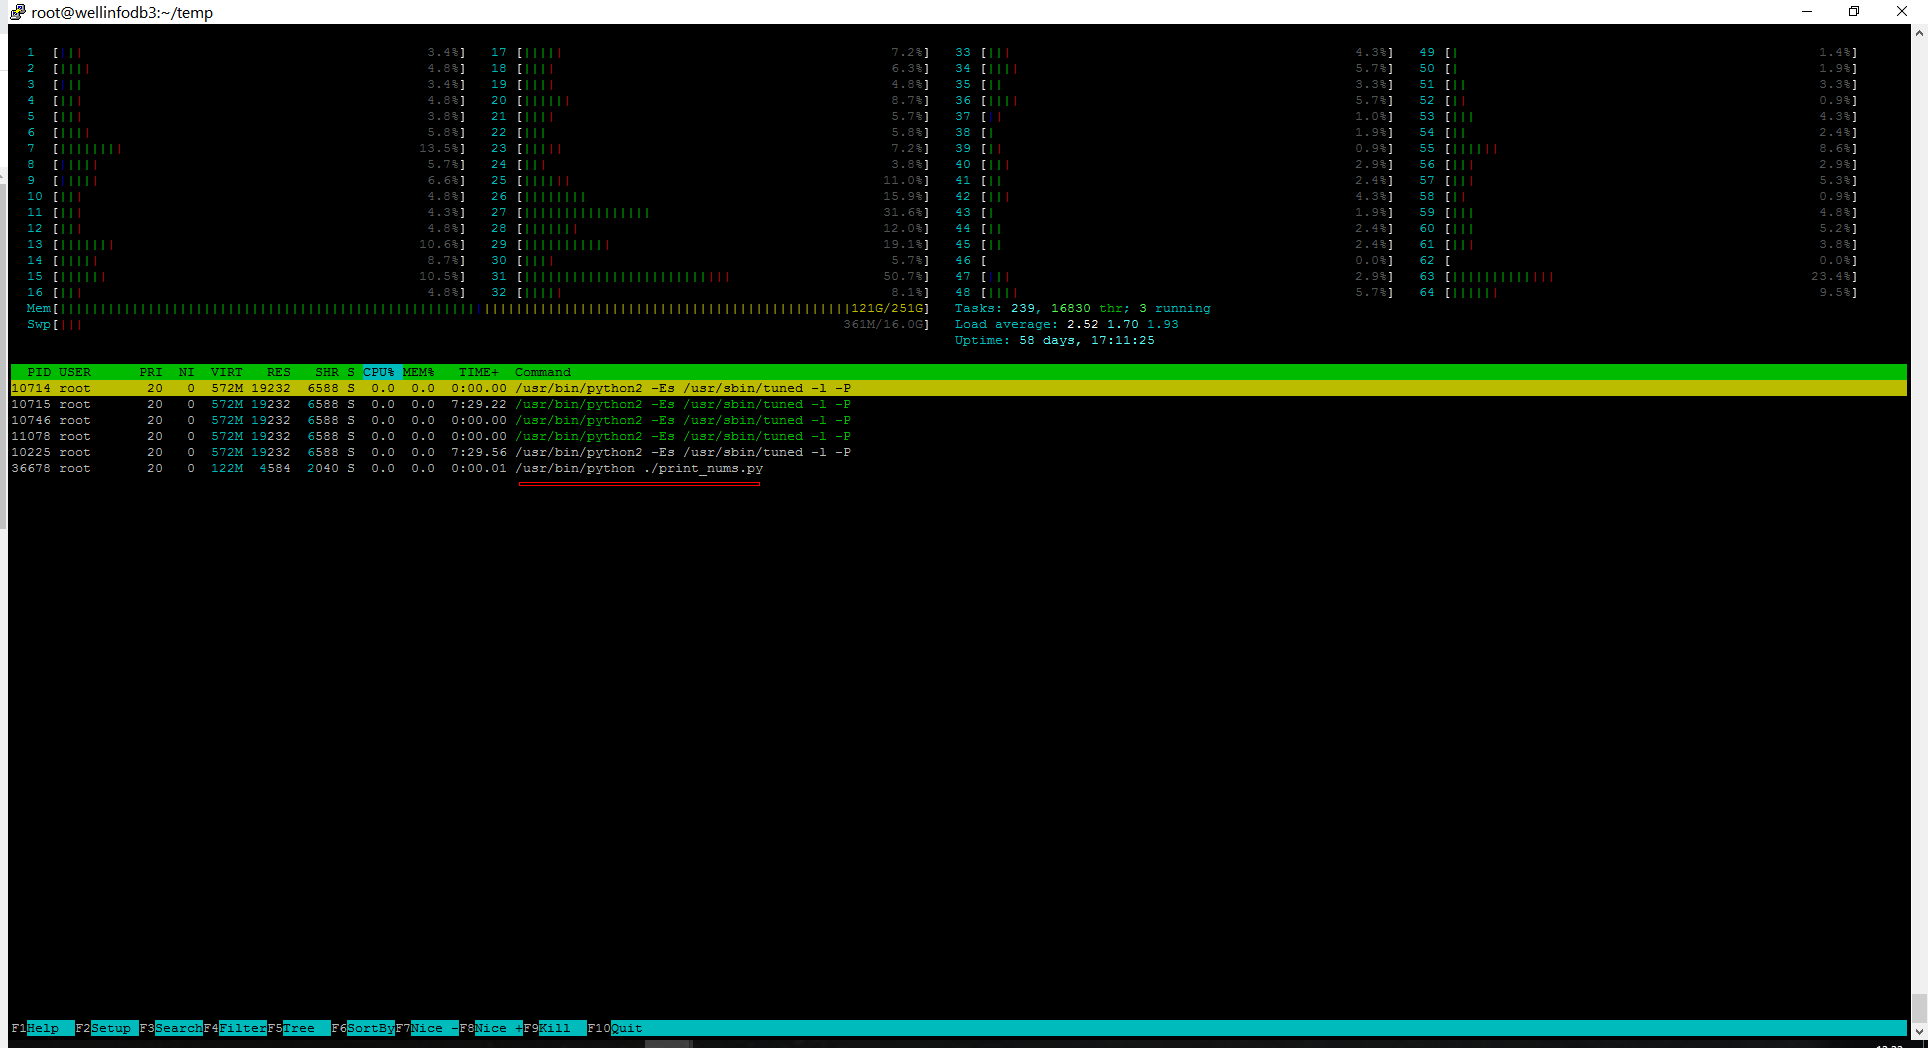 root@wellinfodb3:~/temp
1 [||| 3.4%] 17 [||||| 7.2%] 33 [||| 4.3%] 49 [| 1.4%]
2 [|||| 4.8%] 18 [|||| 6.3%] 34 [|||| 5.7%] 50 [| 1.9%]
3 [||| 3.4%] 19 [|||| 4.8%] 35 [|| 3.3%] 51 [|| 3.3%]
4 [||| 4.8%] 20 [|||||| 8.7%] 36 [|||| 5.7%] 52 [|| 0.9%]
5 [||| 3.8%] 21 [|||| 5.7%] 37 [|| 1.0%] 53 [||| 4.3%]
6 [|||| 5.8%] 22 [||| 5.8%] 38 [| 1.9%] 54 [|| 2.4%]
7 [|||||||| 13.5%] 23 [||||| 7.2%] 39 [|| 0.9%] 55 [|||||| 8.6%]
8 [||||| 5.7%] 24 [||| 3.8%] 40 [||| 2.9%] 56 [||| 2.9%]
9 [||||| 6.6%] 25 [|||||| 11.0%] 41 [|| 2.4%] 57 [||| 5.3%]
10 [||| 4.8%] 26 [|||||||| 15.9%] 42 [||| 4.3%] 58 [|| 0.9%]
11 [||| 4.3%] 27 [|||||||||||||||| 31.6%] 43 [| 1.9%] 59 [||| 4.8%]
12 [||| 4.8%] 28 [||||||| 12.0%] 44 [|| 2.4%] 60 [||| 5.2%]
13 [||||||| 10.6%] 29 [||||||||||| 19.1%] 45 [|| 2.4%] 61 [||| 3.8%]
14 [||||| 8.7%] 30 [|||| 5.7%] 46 [ 0.0%] 62 [ 0.0%]
15 [|||||| 10.5%] 31 [|||||||||||||||||||||||||| 50.7%] 47 [||| 2.9%] 63 [||||||||||||| 23.4%]
16 [||| 4.8%] 32 [||||| 8.1%] 48 [|||| 5.7%] 64 [|||||| 9.5%]
Mem[||||||||||||||||||||||||||||||||||||||||||||||||||||||||||||||||||||||||||||||||||||||||||||||||||| 121G/251G] Tasks: 239, 16830 thr; 3 running
Swp[||| 361M/16.0G] Load average: 2.52 1.70 1.93
Uptime: 58 days, 17:11:25
PID USER PRI NI VIRT RES SHR S CPU% MEM% TIME+ Command
10714 root 20 0 572M 19232 6588 S 0.0 0.0 0:00.00 /usr/bin/python2 -Es /usr/sbin/tuned -l -P
10715 root 20 0 572M 19232 6588 S 0.0 0.0 7:29.22 /usr/bin/python2 -Es /usr/sbin/tuned -l -P
10746 root 20 0 572M 19232 6588 S 0.0 0.0 0:00.00 /usr/bin/python2 -Es /usr/sbin/tuned -l -P
11078 root 20 0 572M 19232 6588 S 0.0 0.0 0:00.00 /usr/bin/python2 -Es /usr/sbin/tuned -l -P
10225 root 20 0 572M 19232 6588 S 0.0 0.0 7:29.56 /usr/bin/python2 -Es /usr/sbin/tuned -l -P
36678 root 20 0 122M 4584 2040 S 0.0 0.0 0:00.01 /usr/bin/python ./print_nums.py
F1Help F2Setup F3SearchF4FilterF5Tree F6SortByF7Nice -F8Nice +F9Kill F10Quit